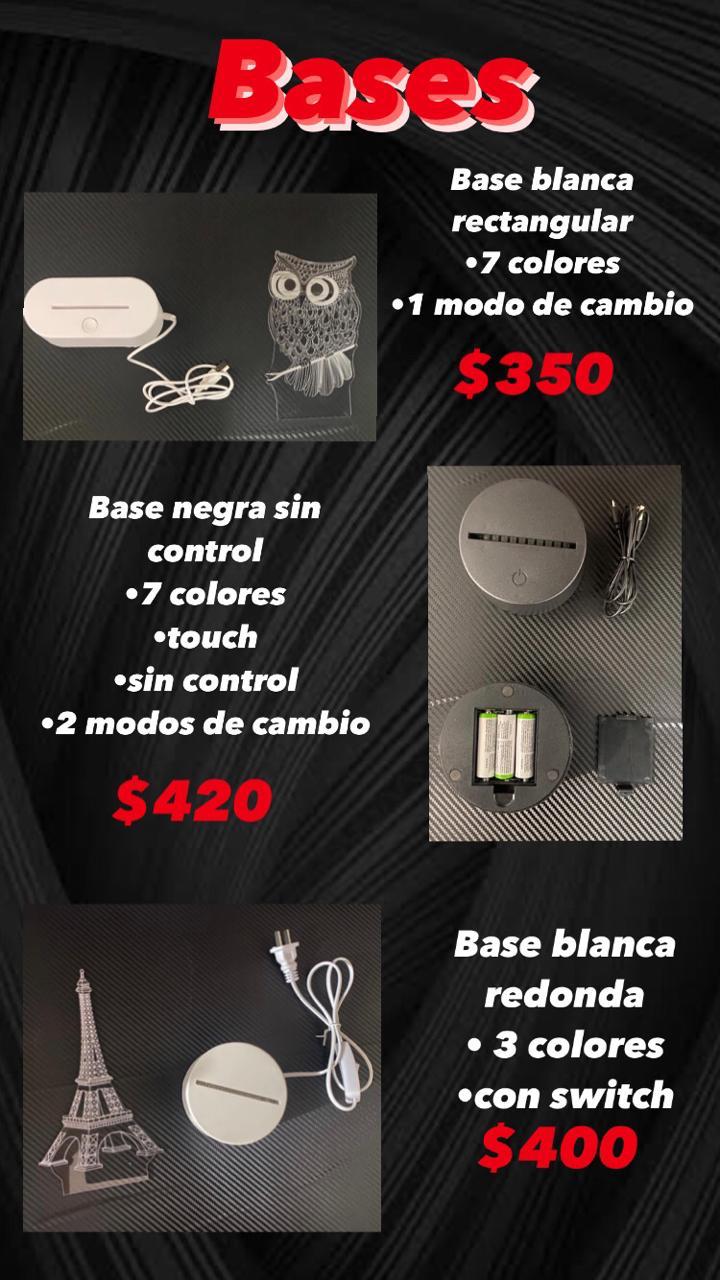 Bases
Base blanca
rectangular
•7 colores
•1 modo de cambio
$350
Base negra sin
control
•7 colores
•touch
•sin control
•2 modos de cambio
$420
Base blanca
redonda
• 3 colores
•con switch
$400